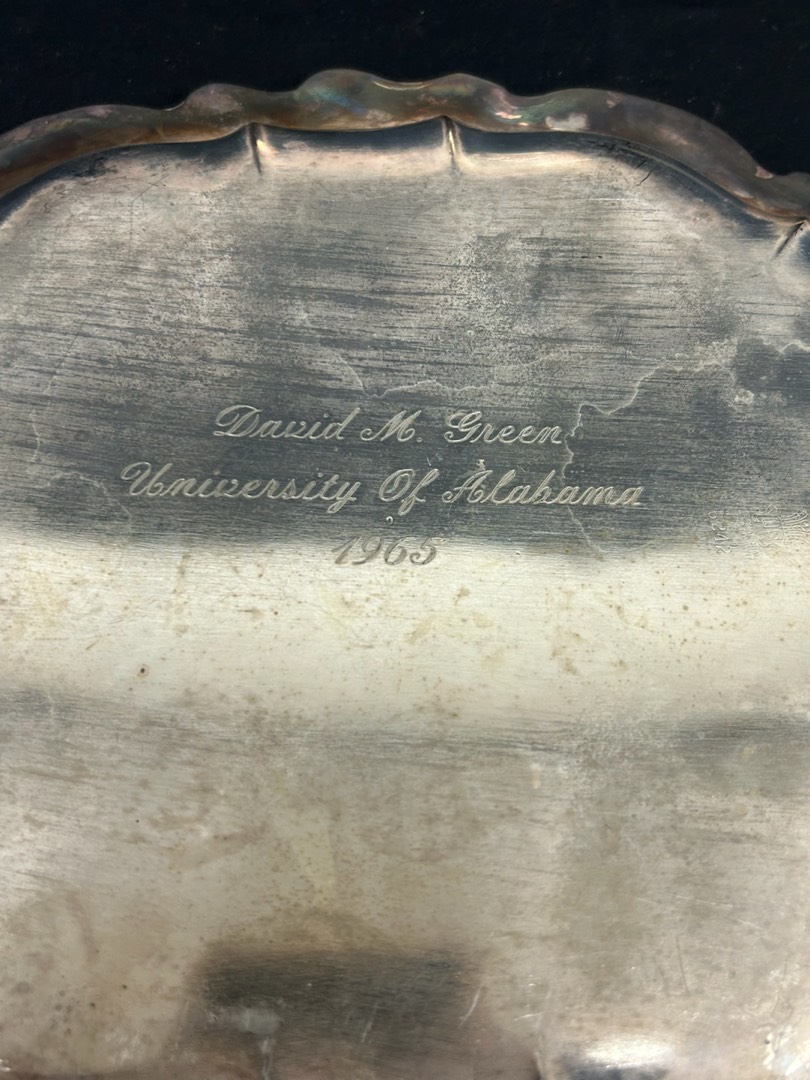 David M. Green
University Of Alabama
1965